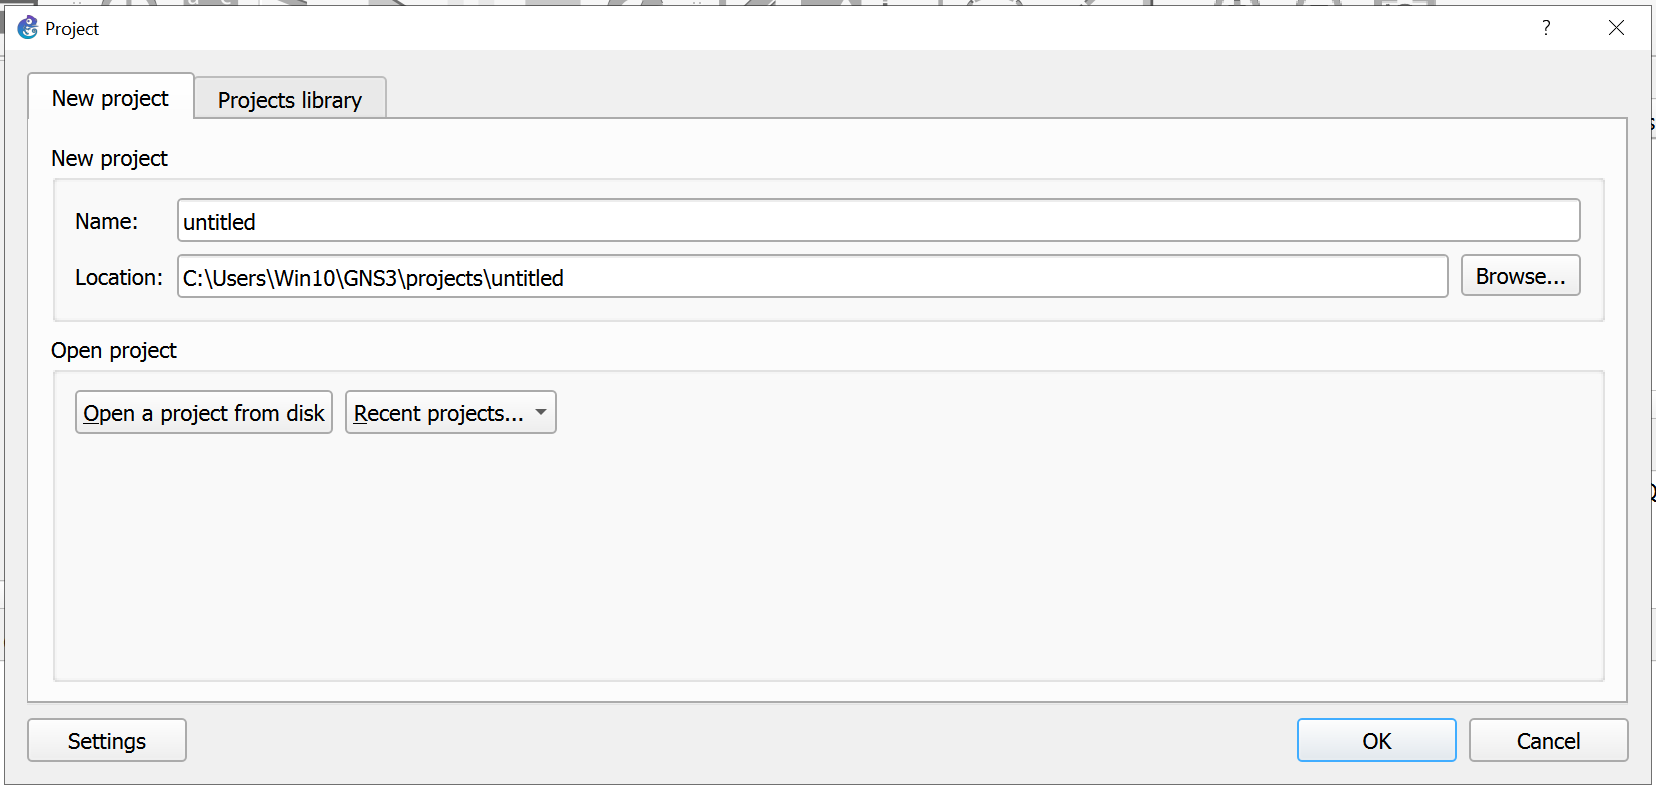 Project
?
New project
Projects library
New project
Name:
untitled
Location:
C:\Users\Win10\GNS3\projects\untitled
Browse...
Open project
Open a project from disk
Recent projects...
Settings
OK
Cancel